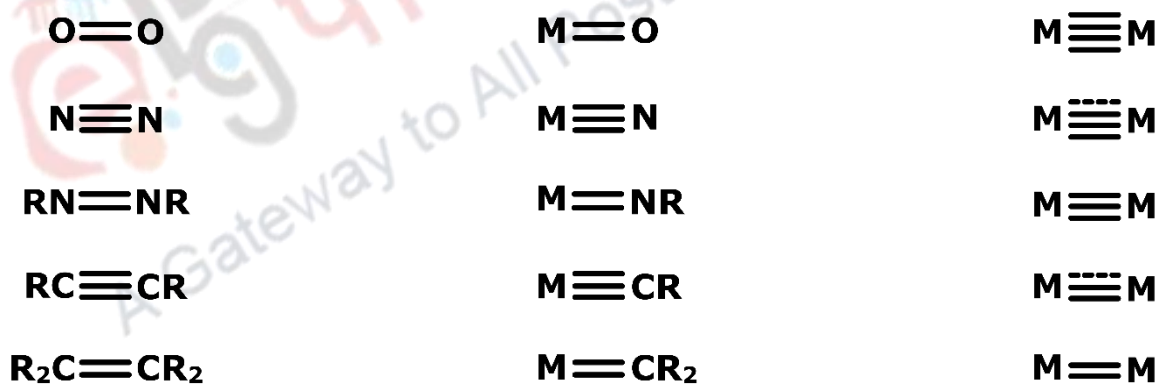 O=O M=O M≣M
N≡N M≡N M≣M
RN=NR M=NR M≡M
RC≡CR M≡CR M≡M
R₂C=CR₂ M=CR₂ M=M
A Gateway to All